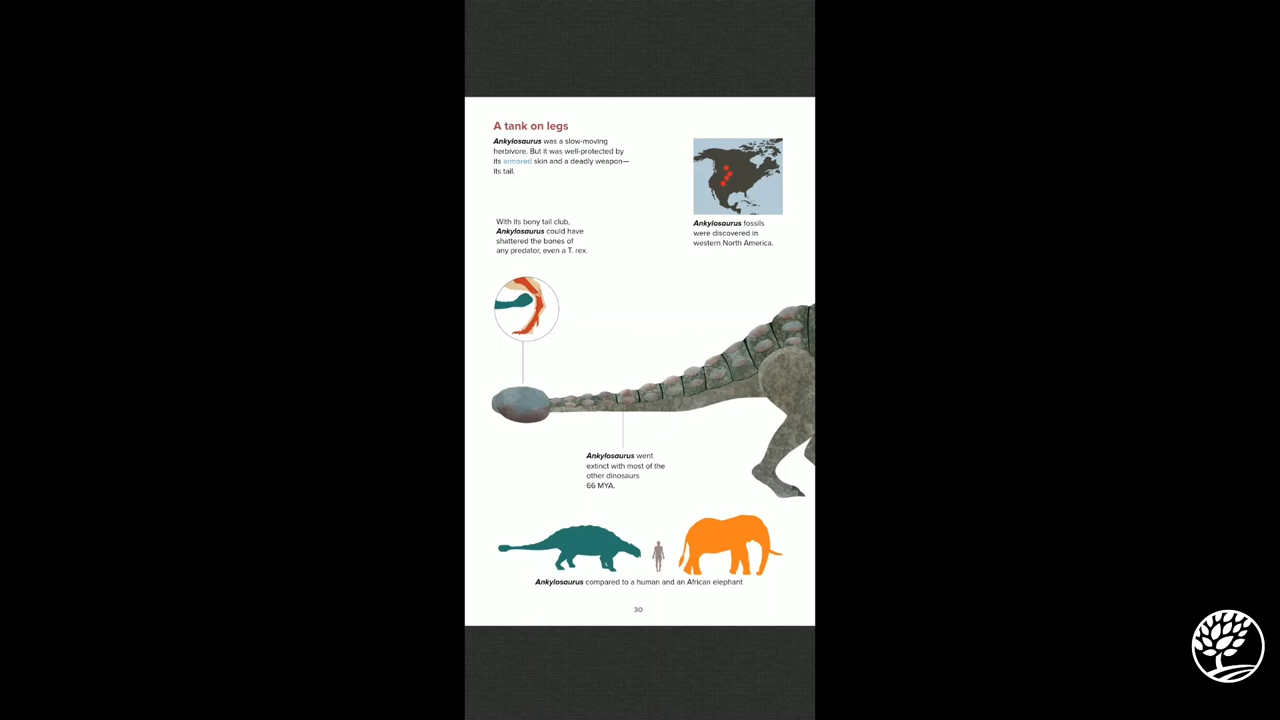 A tank on legs
Ankylosaurus was a slow-moving
herbivore. But it was well-protected by
its armored skin and a deadly weapon—
its tail.
Ankylosaurus fossils
were discovered in
western North America.
With its bony tail club,
Ankylosaurus could have
shattered the bones of
any predator, even a T. rex.
Ankylosaurus went
extinct with most of the
other dinosaurs
66 MYA.
Ankylosaurus compared to a human and an African elephant
30